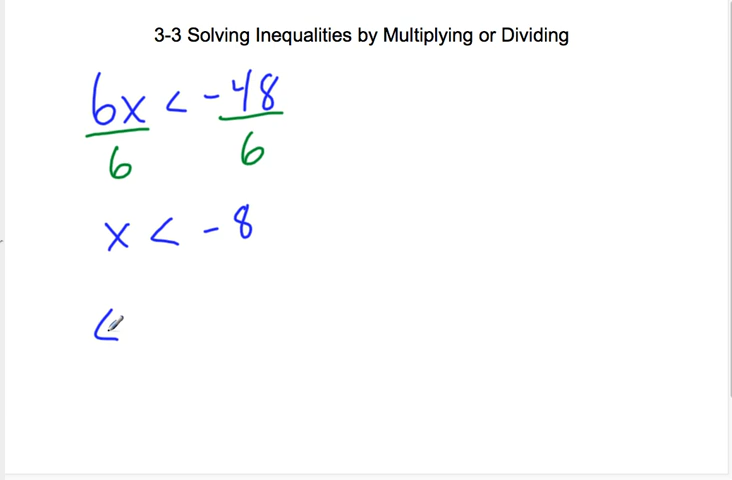 3-3 Solving Inequalities by Multiplying or Dividing
6x < -48
6 6
x < -8